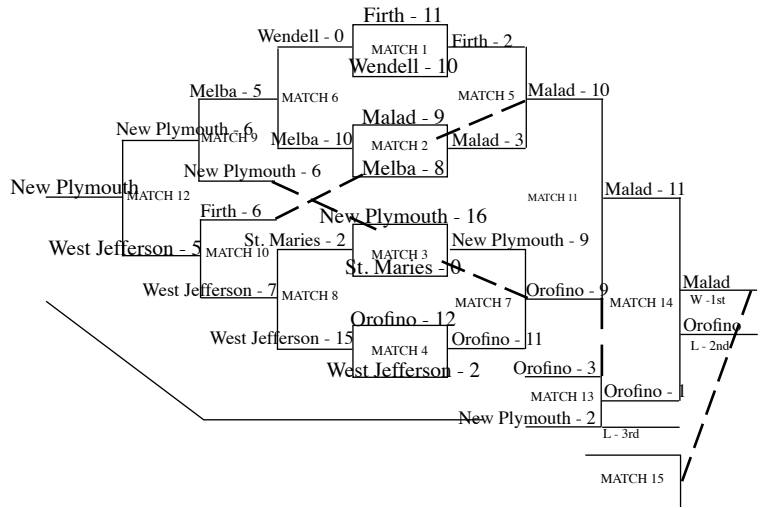 Firth - 11
Wendell - 0
MATCH 1
Firth - 2
Wendell - 10
Melba - 5
MATCH 6
MATCH 5
Malad - 10
Malad - 9
New Plymouth - 6
MATCH 9
Melba - 10
MATCH 2
Malad - 3
New Plymouth - 6
Melba - 8
New Plymouth
MATCH 12
MATCH 11
Malad - 11
Firth - 6
New Plymouth - 16
West Jefferson - 5
MATCH 10
St. Maries - 2
MATCH 3
New Plymouth - 9
St. Maries - 0
West Jefferson - 7
MATCH 8
MATCH 7
Orofino - 9
MATCH 14
Malad
W -1st
Orofino - 12
Orofino
West Jefferson - 15
MATCH 4
Orofino - 11
L - 2nd
West Jefferson - 2
Orofino - 3
MATCH 13
Orofino - 1
New Plymouth - 2
L - 3rd
MATCH 15